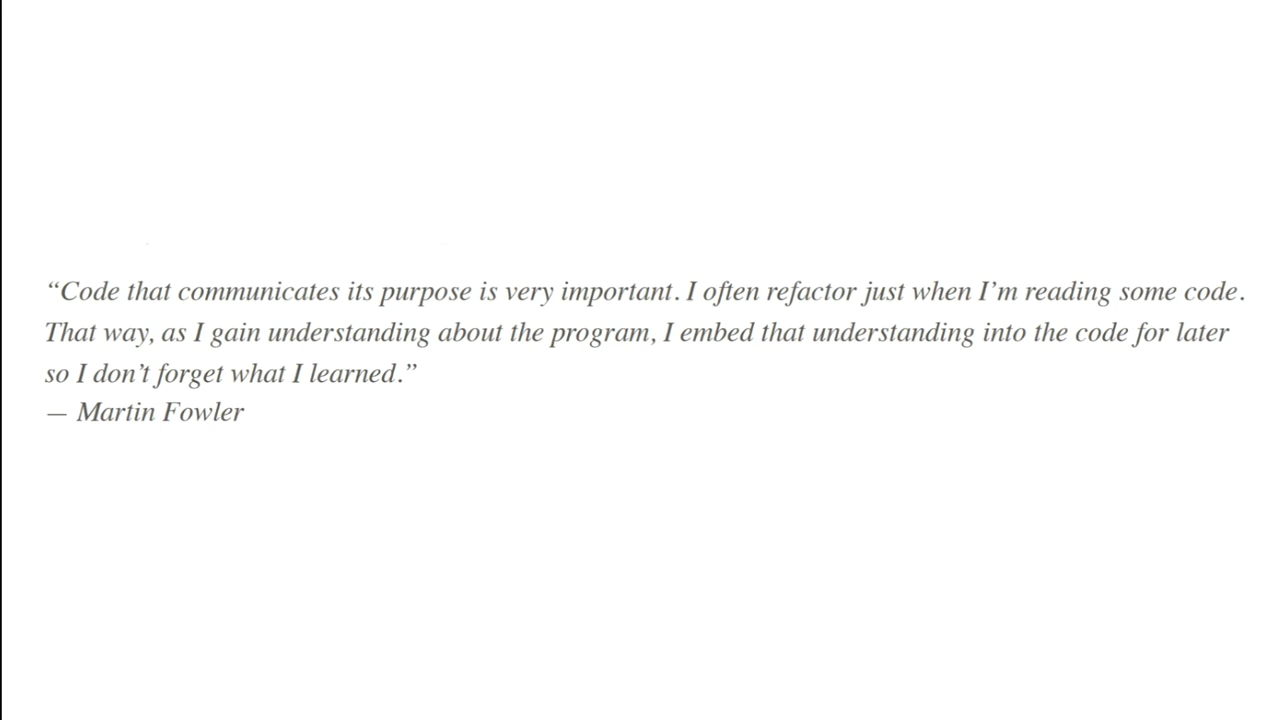 “Code that communicates its purpose is very important. I often refactor just when I’m reading some code.
That way, as I gain understanding about the program, I embed that understanding into the code for later
so I don’t forget what I learned.”
— Martin Fowler